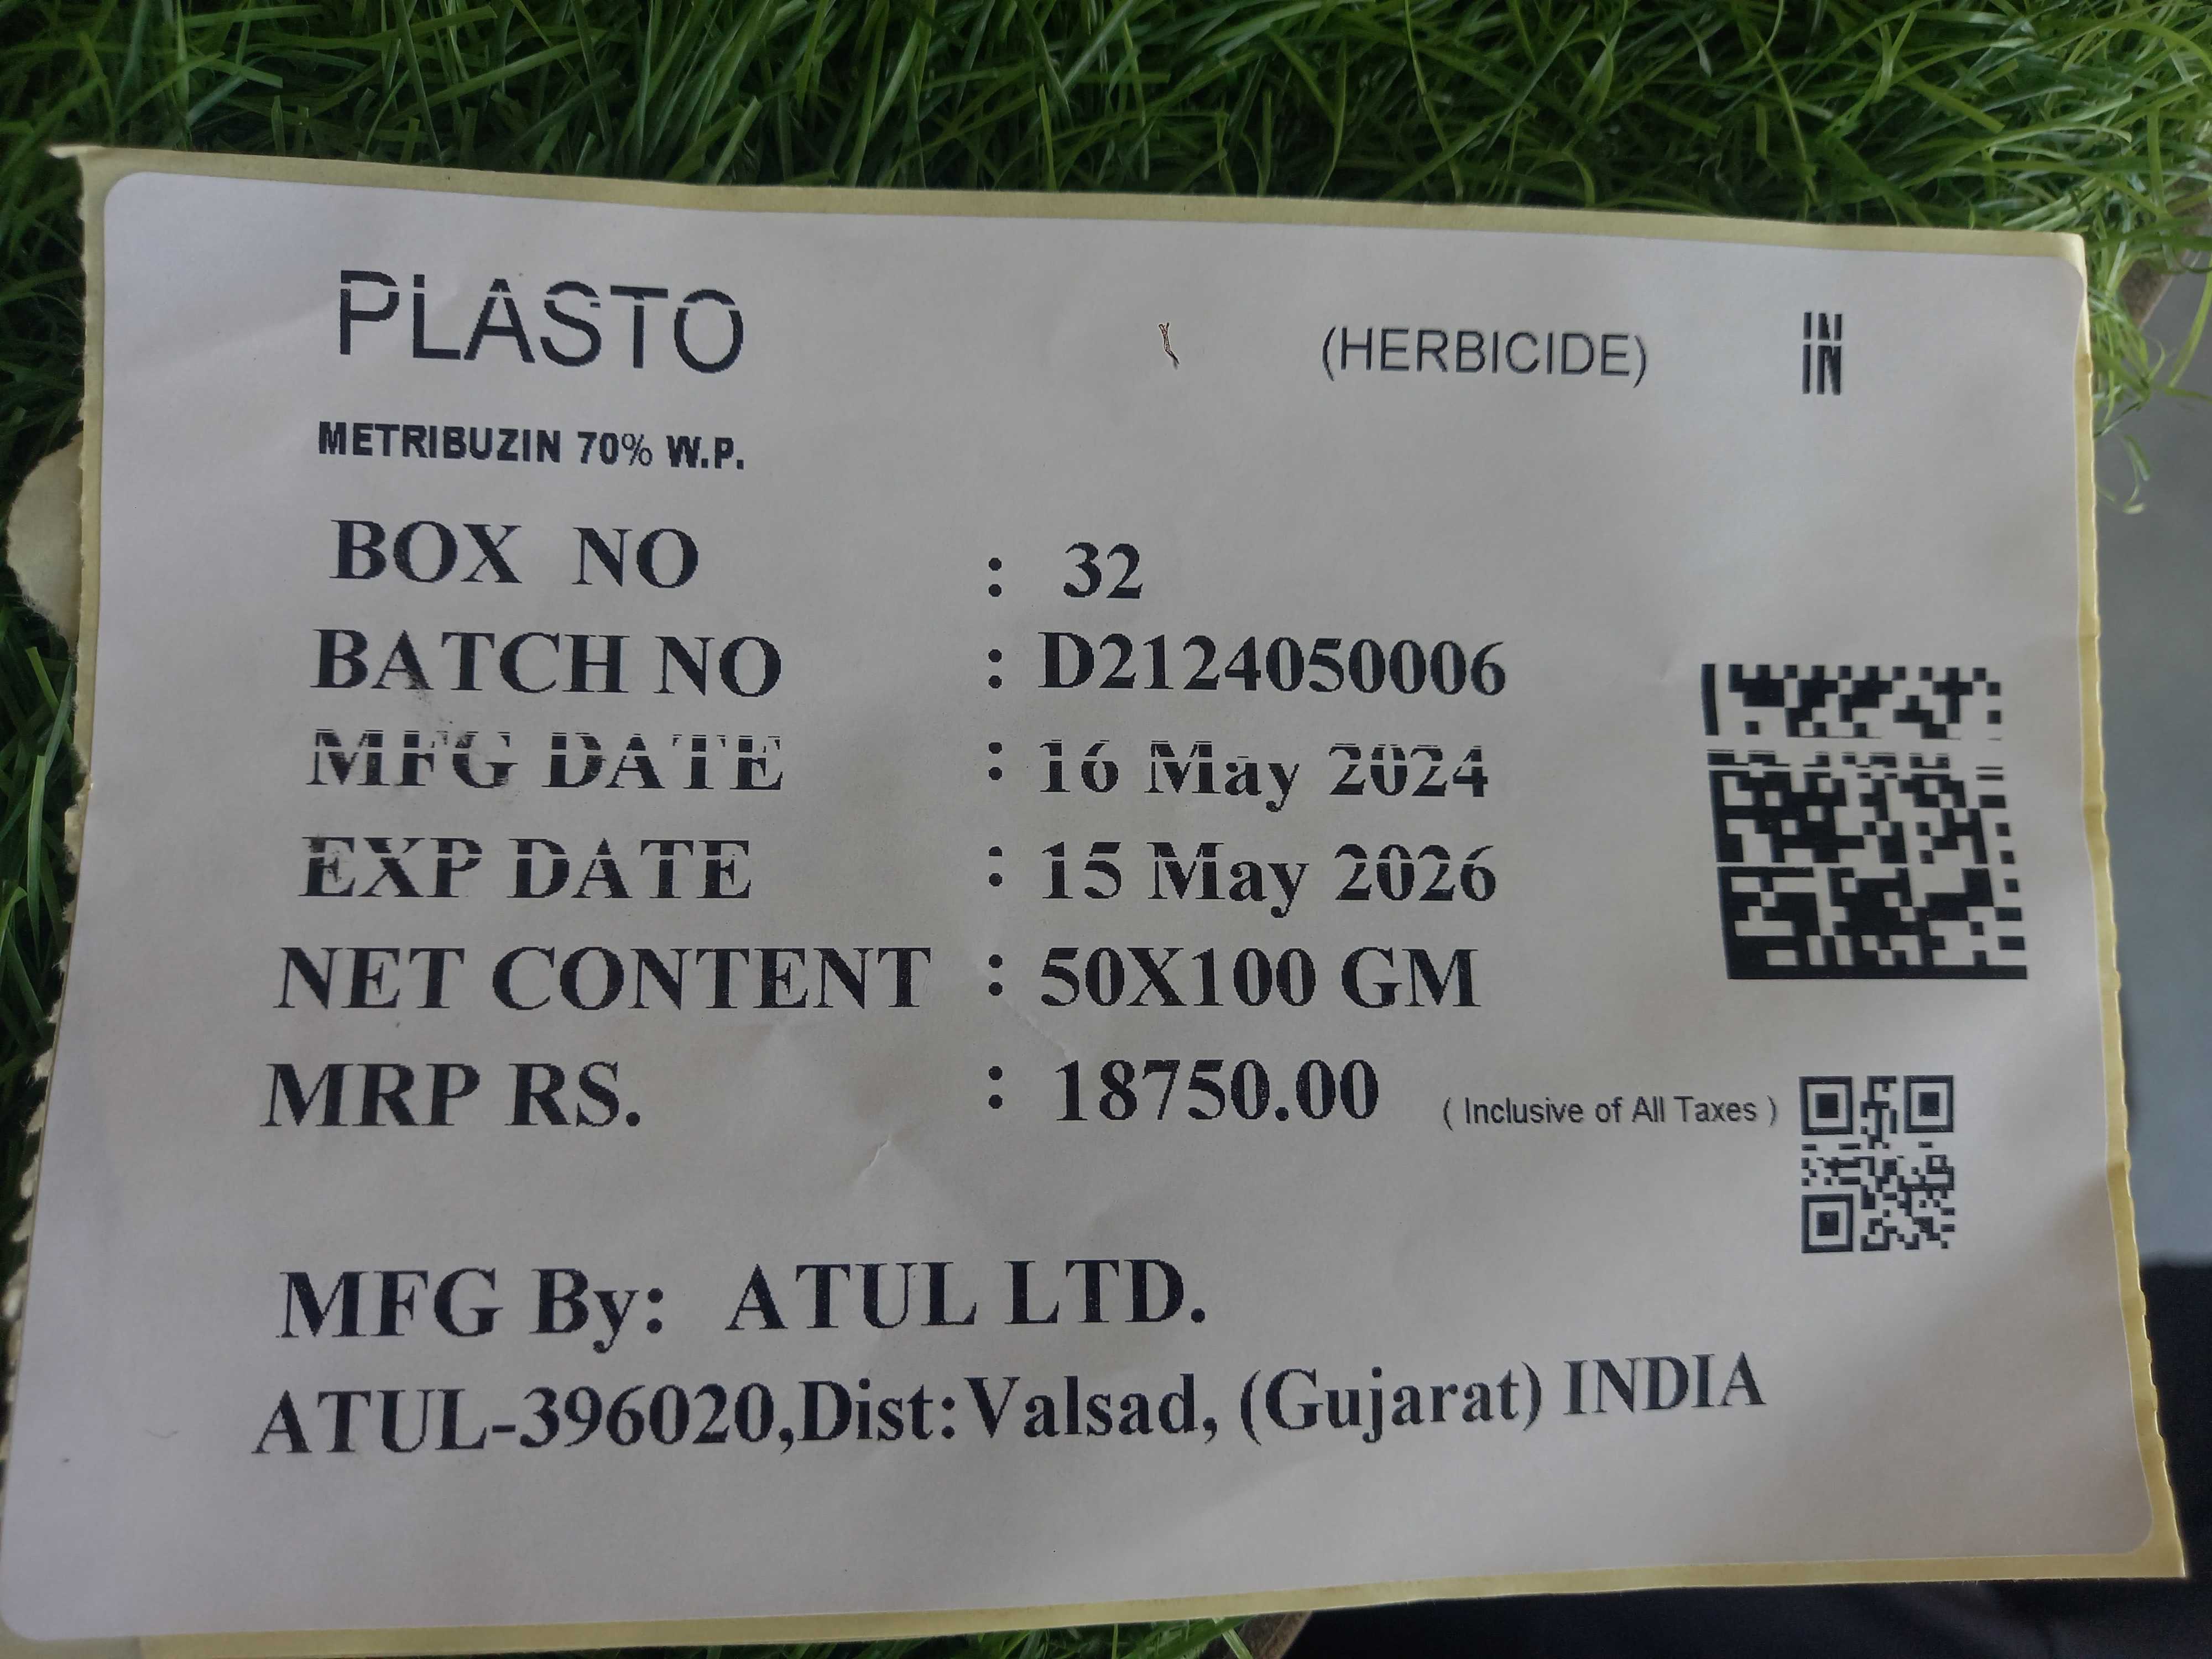 PLASTO (HERBICIDE) IN
IN
METRIBUZIN 70% W.P.
BOX NO : 32
BATCH NO : D2124050006
MFG DATE : 16 May 2024
EXP DATE : 15 May 2026
NET CONTENT : 50X100 GM
MRP RS. : 18750.00 ( Inclusive of All Taxes )
MFG By: ATUL LTD.
ATUL-396020,Dist:Valsad, (Gujarat) INDIA